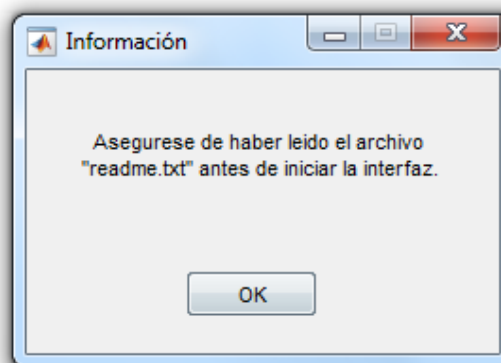 Información
Asegurese de haber leido el archivo
"readme.txt" antes de iniciar la interfaz.
OK